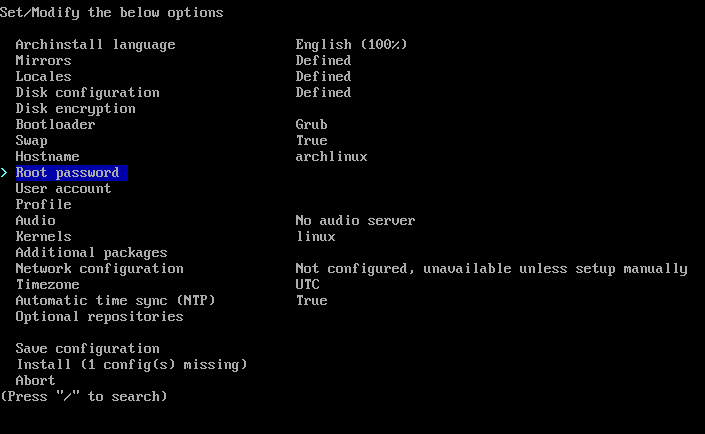 Set/Modify the below options
Archinstall language English (100%)
Mirrors Defined
Locales Defined
Disk configuration Defined
Disk encryption
Bootloader Grub
Swap True
Hostname archlinux
> Root password
User account
Profile
Audio No audio server
Kernels linux
Additional packages
Network configuration Not configured, unavailable unless setup manually
Timezone UTC
Automatic time sync (NTP) True
Optional repositories
Save configuration
Install (1 config(s) missing)
Abort
(Press "/" to search)